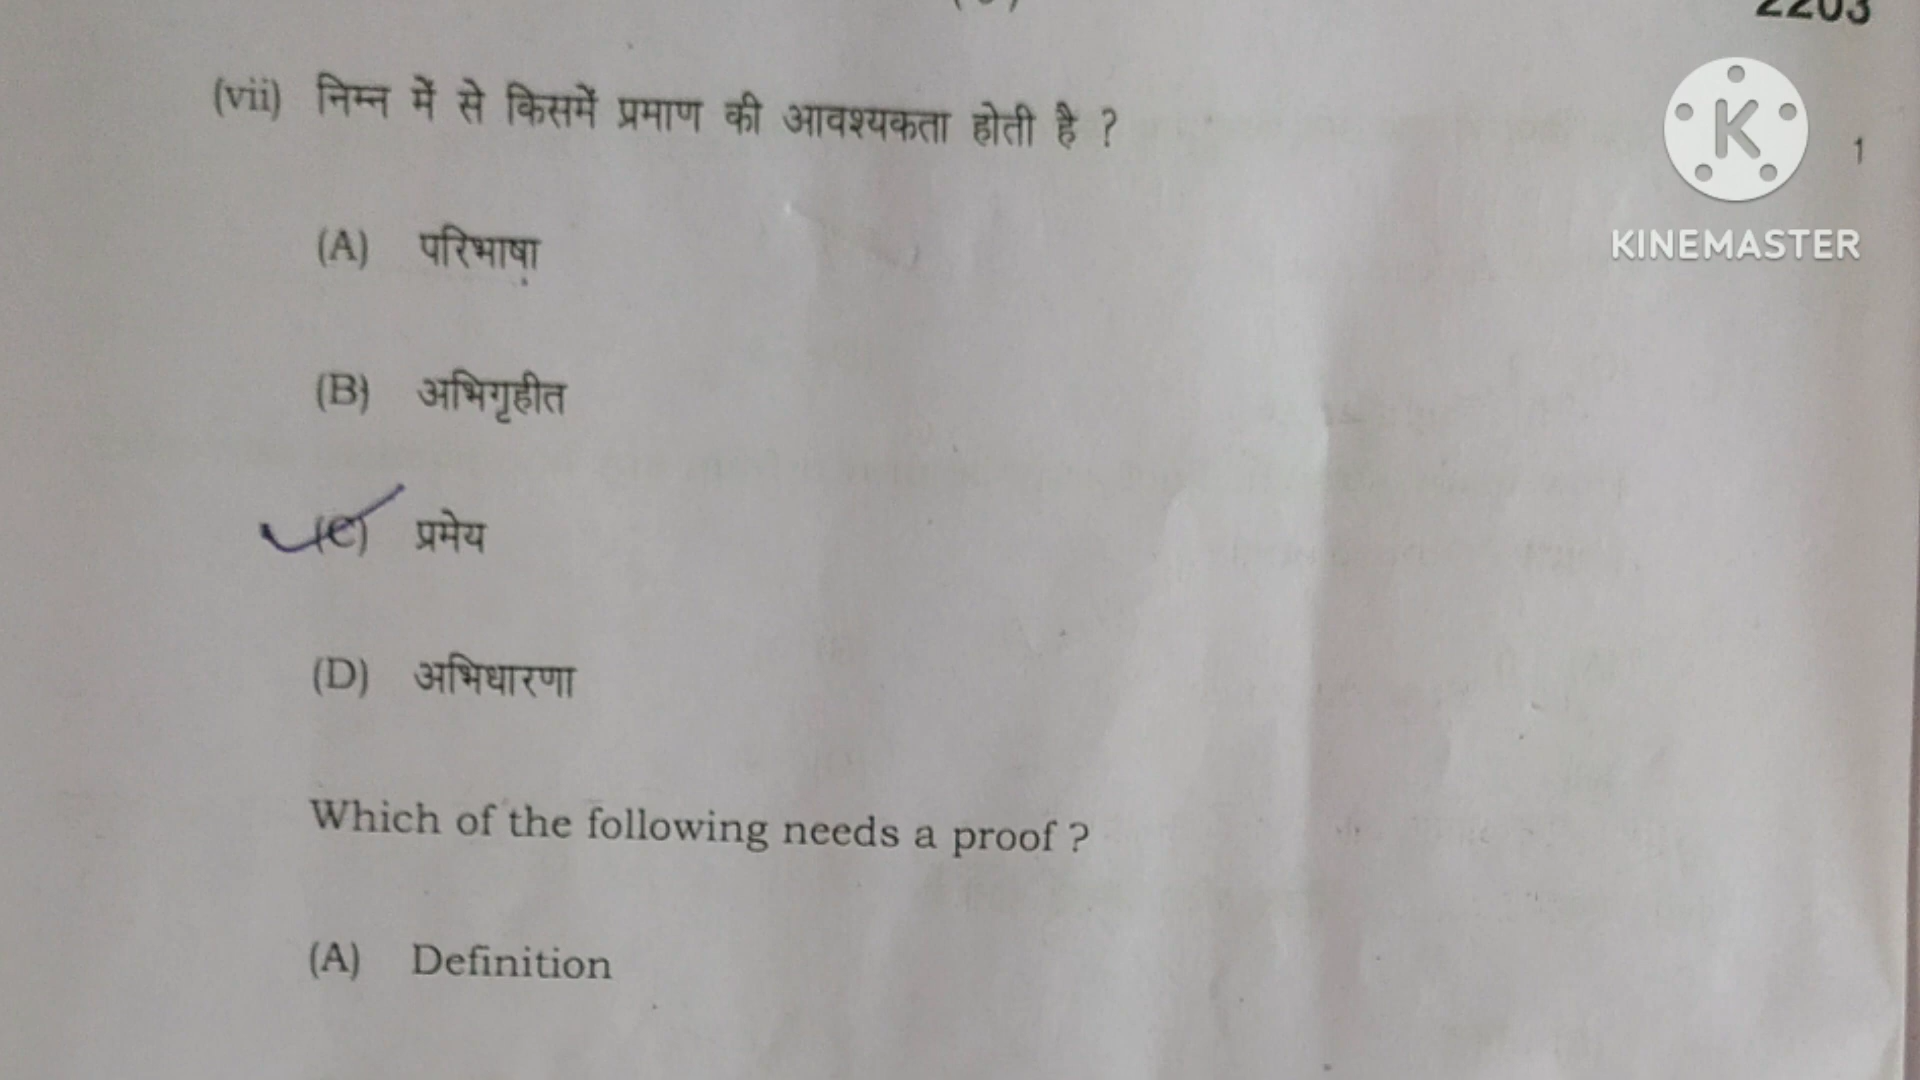 2203
(vii) निम्न में से किसमें प्रमाण की आवश्यकता होती है ? 1
K
KINEMASTER
(A) परिभाषा
(B) अभिगृहीत
(C) प्रमेय
(D) अभिधारणा
Which of the following needs a proof ?
(A) Definition